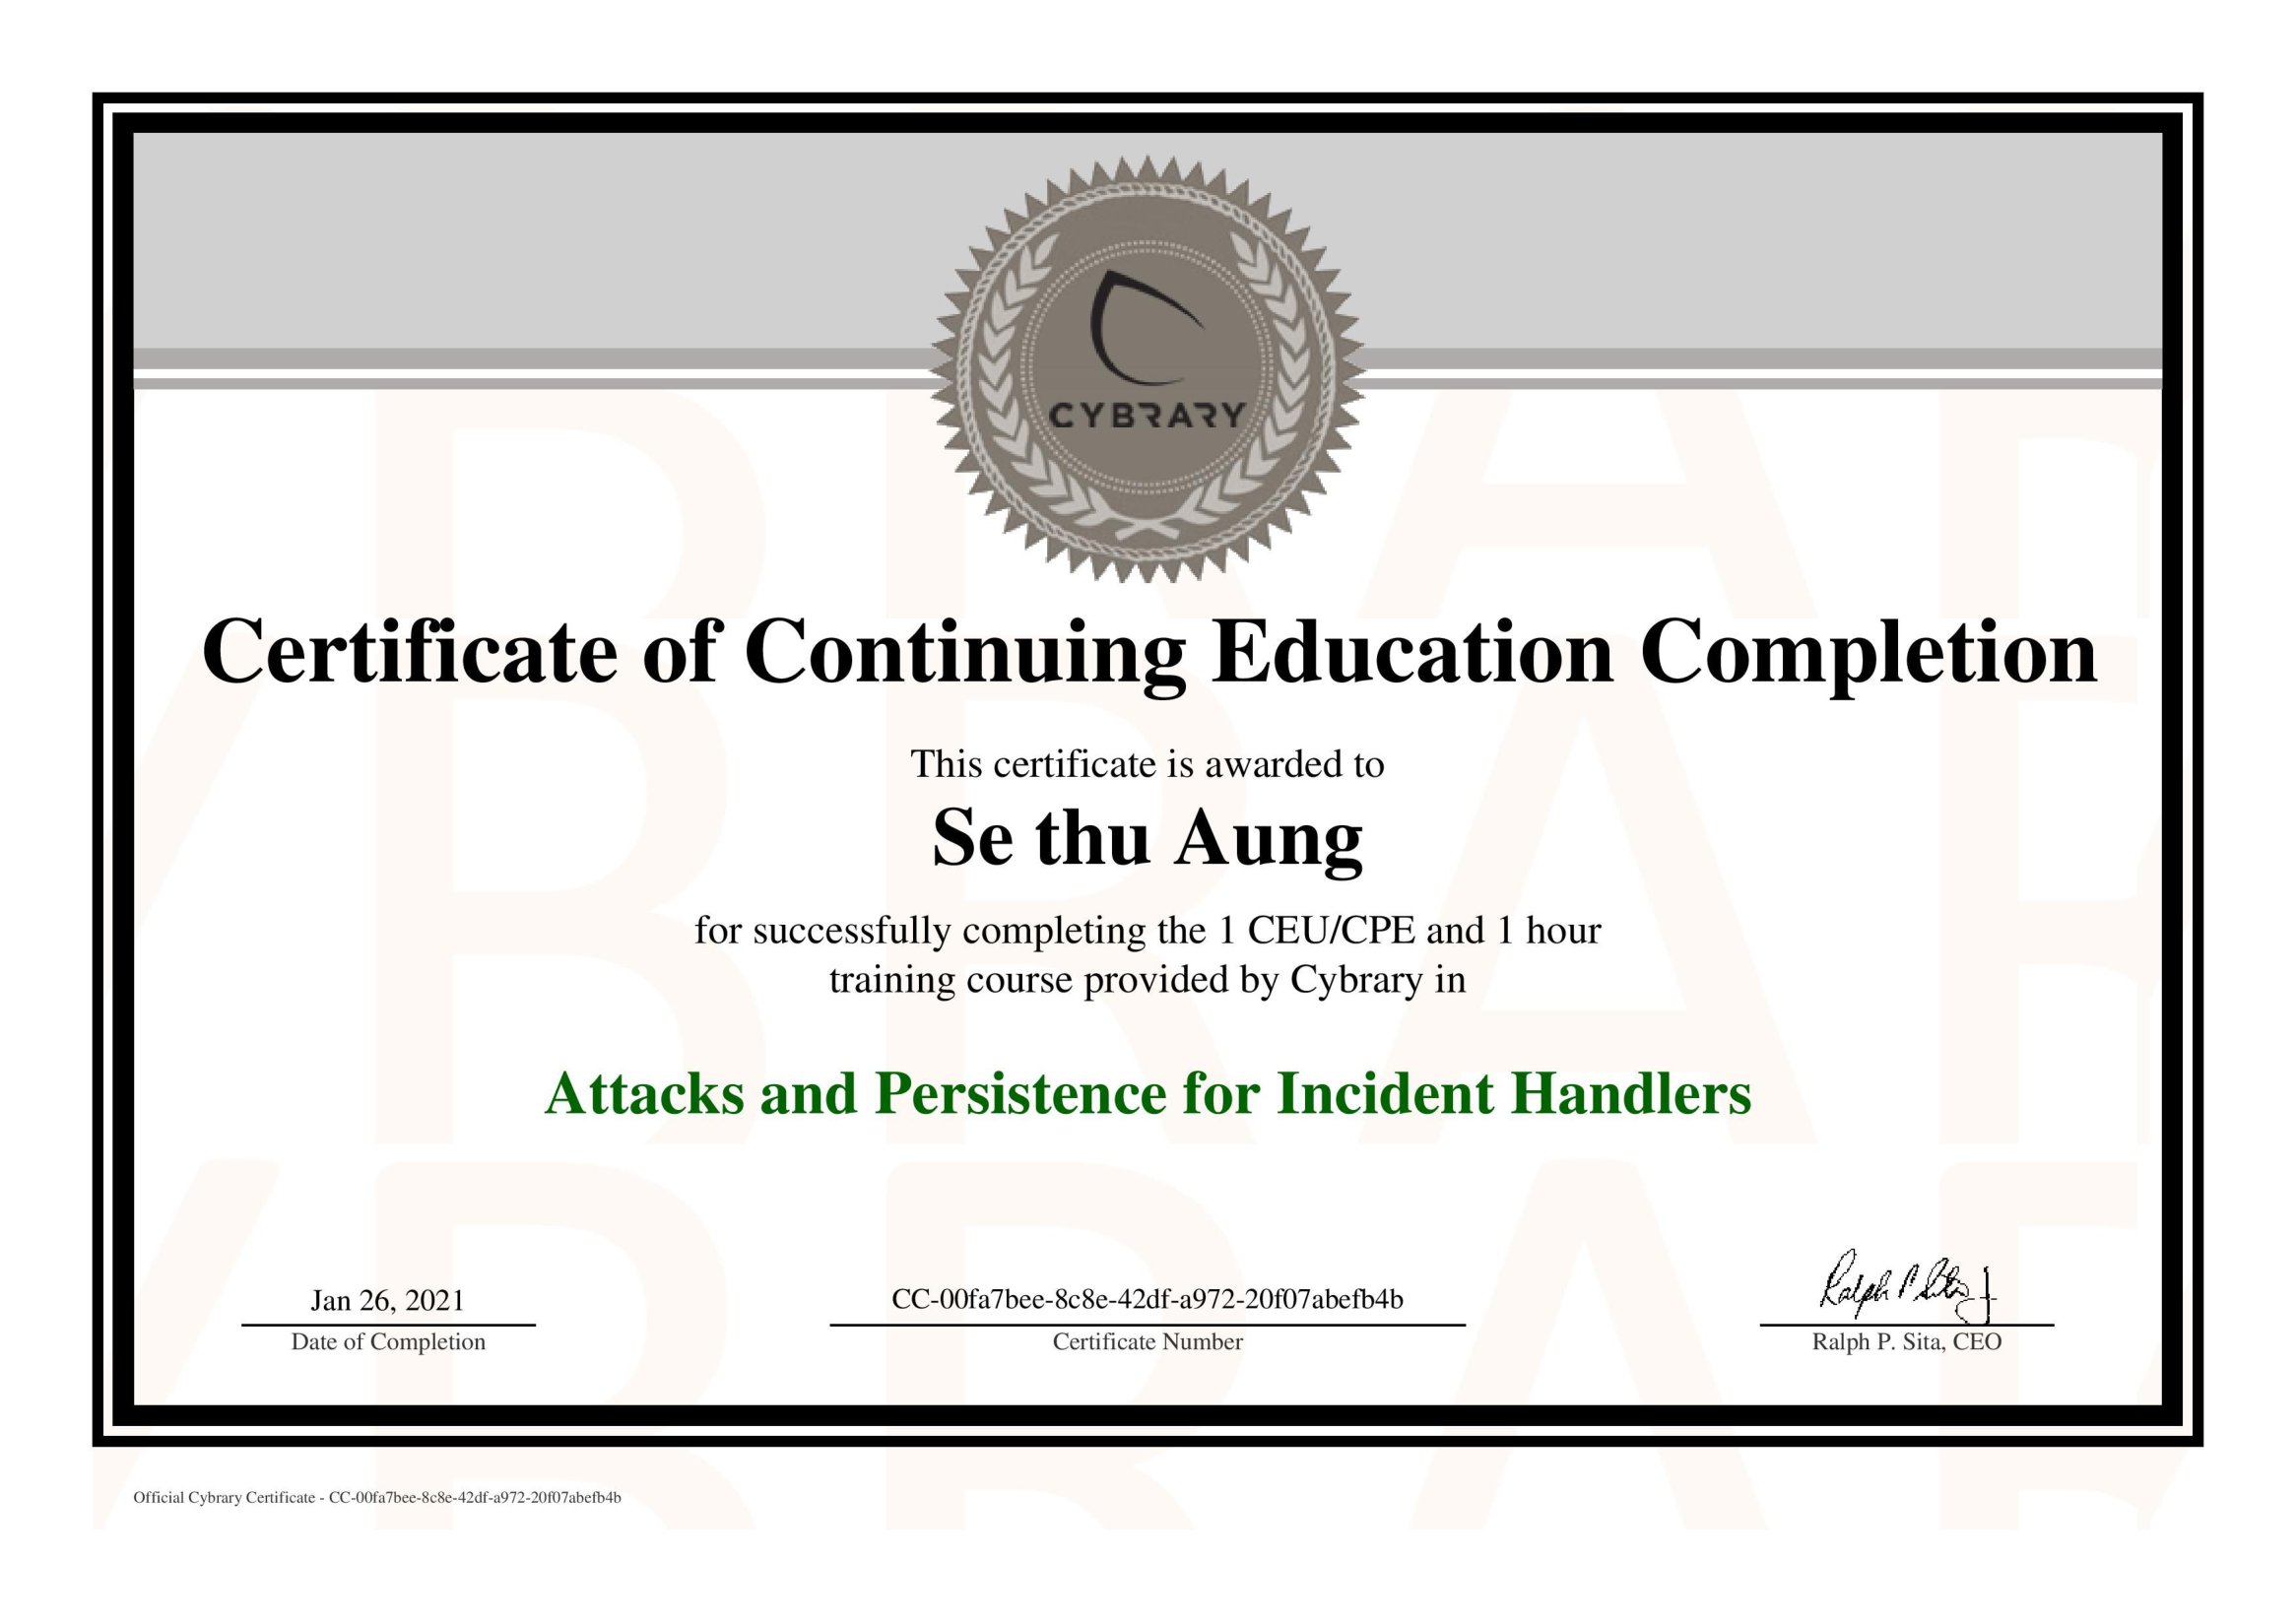 CYBRARY
Certificate of Continuing Education Completion
This certificate is awarded to
Se thu Aung
for successfully completing the 1 CEU/CPE and 1 hour
training course provided by Cybrary in
Attacks and Persistence for Incident Handlers
Jan 26, 2021
Date of Completion
CC-00fa7bee-8c8e-42df-a972-20f07abefb4b
Certificate Number
Ralph P. Sita
Ralph P. Sita, CEO
Official Cybrary Certificate - CC-00fa7bee-8c8e-42df-a972-20f07abefb4b